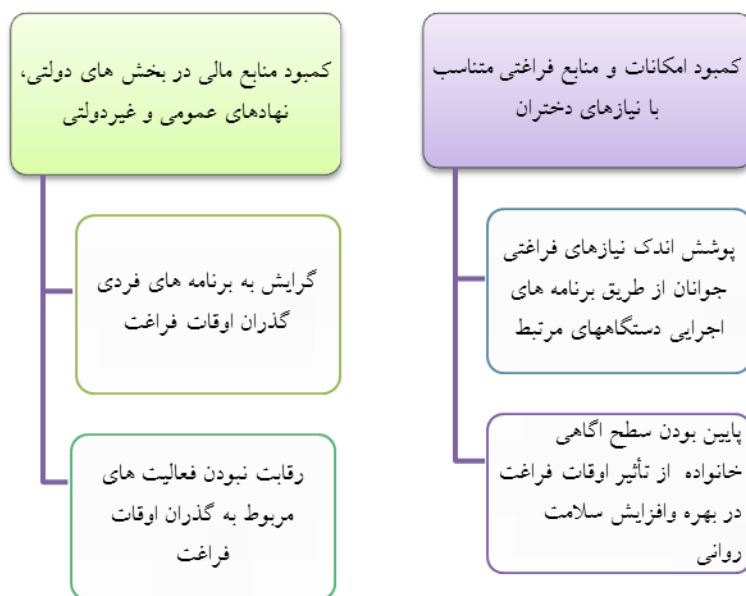 کمبود امکانات و منابع فراغتی متناسب
با نیازهای دختران
پوشش اندک نیازهای فراغتی
جوانان از طریق برنامه های
اجرایی دستگاههای مرتبط
پایین بودن سطح اگاهی
خانواده از تأثیر اوقات فراغت
در بهره وافزایش سلامت
روانی
کمبود منابع مالی در بخش های دولتی،
نهادهای عمومی و غیردولتی
گرایش به برنامه های فردی
گذران اوقات فراغت
رقابت نبودن فعالیت های
مربوط به گذران اوقات
فراغت